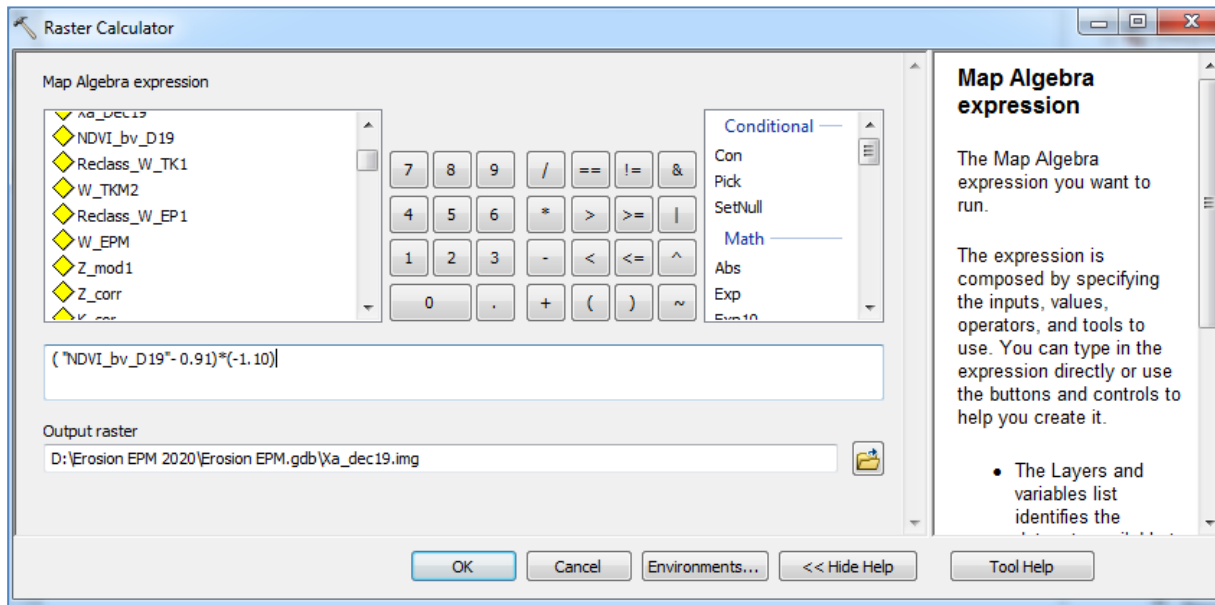 Raster Calculator
Map Algebra expression
Xa_Dec19
NDVI_bv_D19
Reclass_W_TK1
W_TKM2
Reclass_W_EP1
W_EPM
Z_mod1
Z_corr
K_cor
7 8 9 / == != &
4 5 6 * > >= |
1 2 3 - < <= ^
0 . + ( ) ~
Conditional
Con
Pick
SetNull
Math
Abs
Exp
Exp10
( "NDVI_bv_D19"- 0.91)*(-1.10)
Output raster
D:\Erosion EPM 2020\Erosion EPM.gdb\Xa_dec19.img
OK Cancel Environments... << Hide Help Tool Help
Map Algebra
expression
The Map Algebra
expression you want to
run.
The expression is
composed by specifying
the inputs, values,
operators, and tools to
use. You can type in the
expression directly or use
the buttons and controls to
help you create it.
• The Layers and
variables list
identifies the